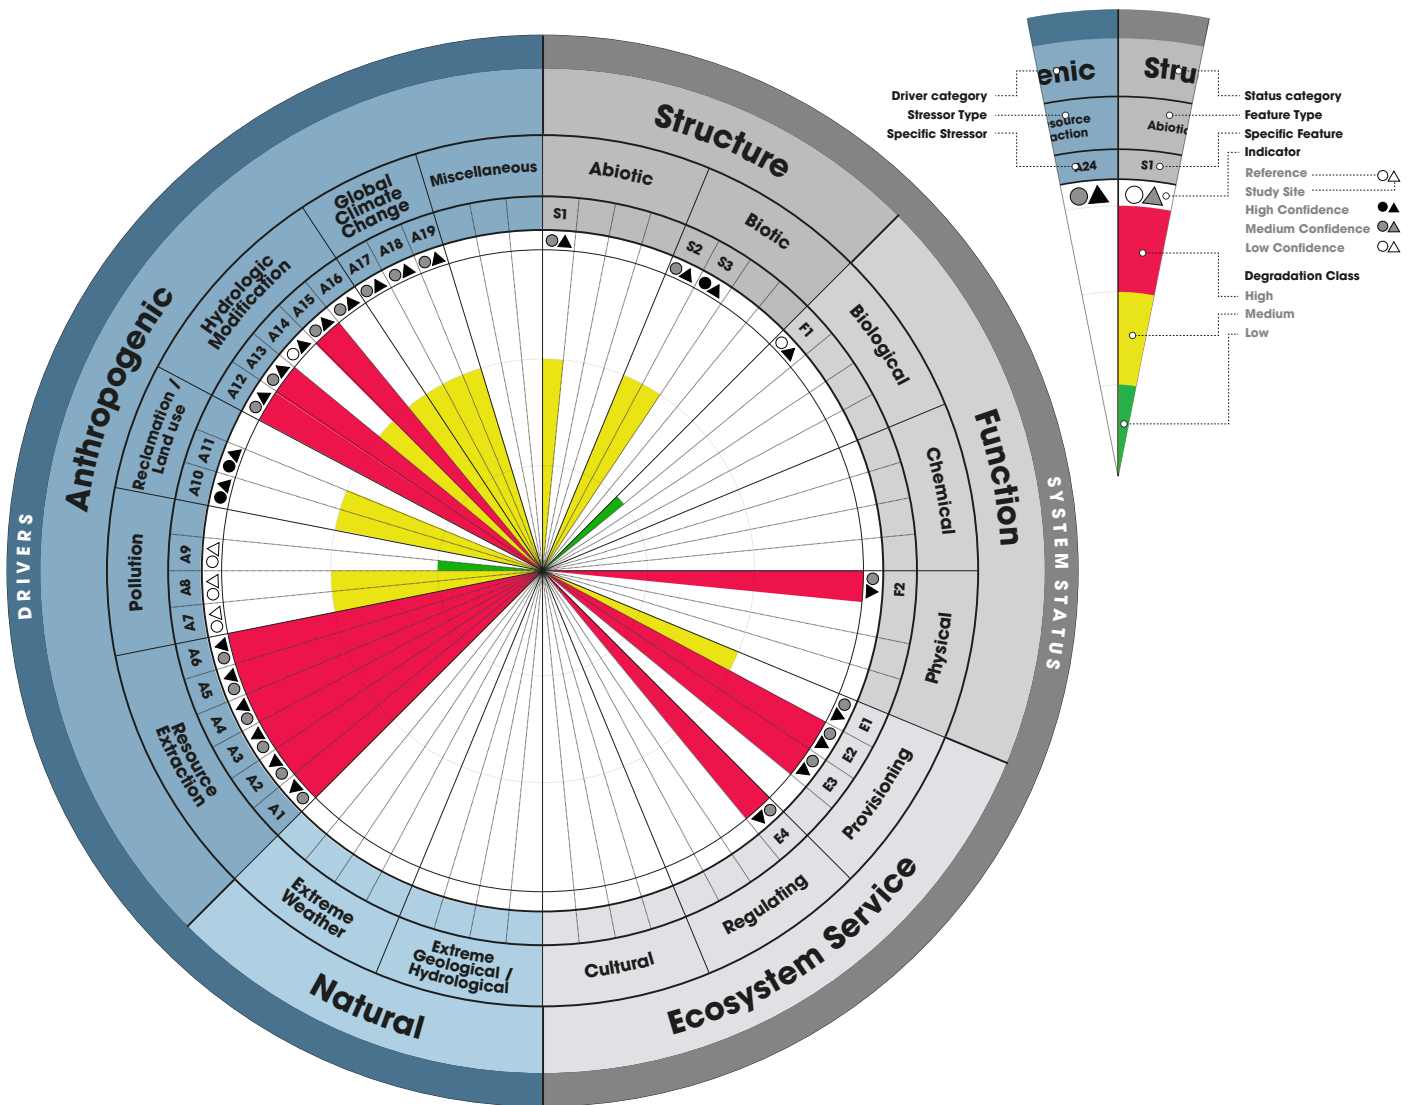 DRIVERS
SYSTEM STATUS
Anthropogenic
Structure
Function
Ecosystem Service
Natural
Miscellaneous
Global
Climate
Change
Hydrologic
Modification
Reclamation /
Land use
Pollution
Resource
Extraction
Extreme
Weather
Extreme
Geological /
Hydrological
Abiotic
Biotic
Biological
Chemical
Physical
Provisioning
Regulating
Cultural
A19
A18
A17
A16
A15
A14
A13
A12
A11
A10
A9
A8
A7
A6
A5
A4
A3
A2
A1
S1
S2
S3
F1
F2
E1
E2
E3
E4
enic
Stru
source
action
Abiotic
A24
S1
Driver category
Stressor Type
Specific Stressor
Status category
Feature Type
Specific Feature
Indicator
Reference
Study Site
High Confidence
Medium Confidence
Low Confidence
Degradation Class
High
Medium
Low